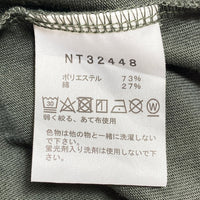 NT32448
ポリエステル 73%
綿 27%
弱く絞る、あて布使用
色物は他の物と一緒に洗濯しない
で下さい。
蛍光剤入り洗剤は使用しないで
下さい